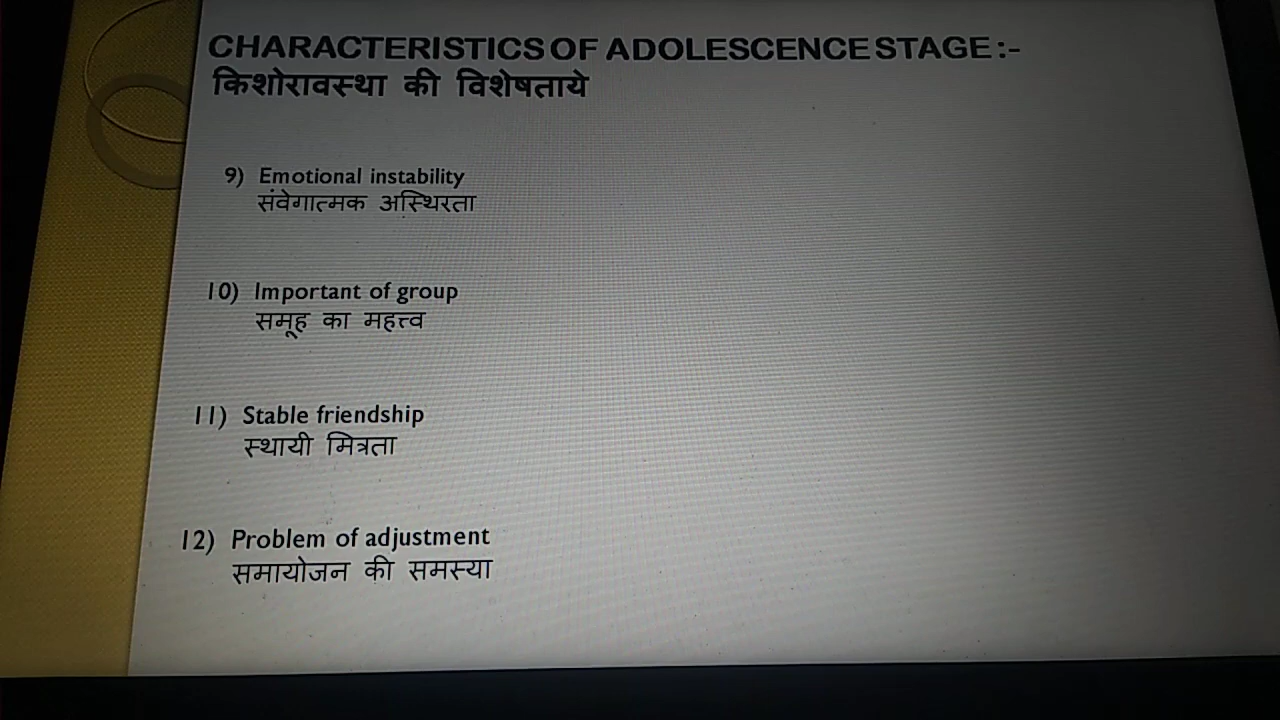 CHARACTERISTICS OF ADOLESCENCE STAGE :-
किशोरावस्था की विशेषताये
9) Emotional instability
संवेगात्मक अस्थिरता
10) Important of group
समूह का महत्त्व
11) Stable friendship
स्थायी मित्रता
12) Problem of adjustment
समायोजन की समस्या